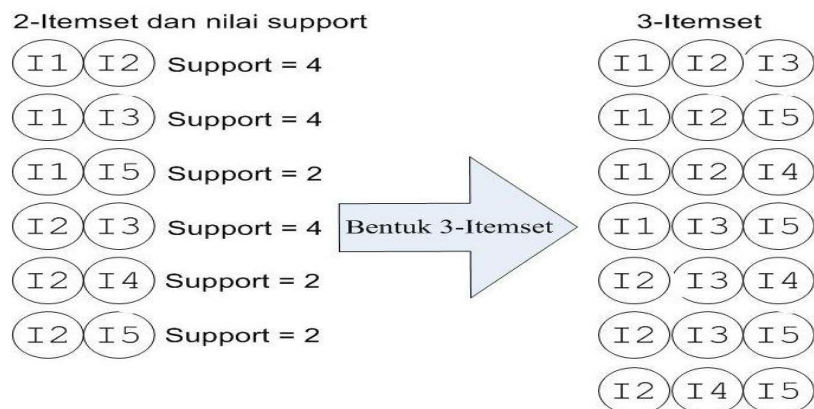 2-Itemset dan nilai support
I1 I2 Support = 4
I1 I3 Support = 4
I1 I5 Support = 2
I2 I3 Support = 4
I2 I4 Support = 2
I2 I5 Support = 2
Bentuk 3-Itemset
3-Itemset
I1 I2 I3
I1 I2 I5
I1 I2 I4
I1 I3 I5
I2 I3 I4
I2 I3 I5
I2 I4 I5